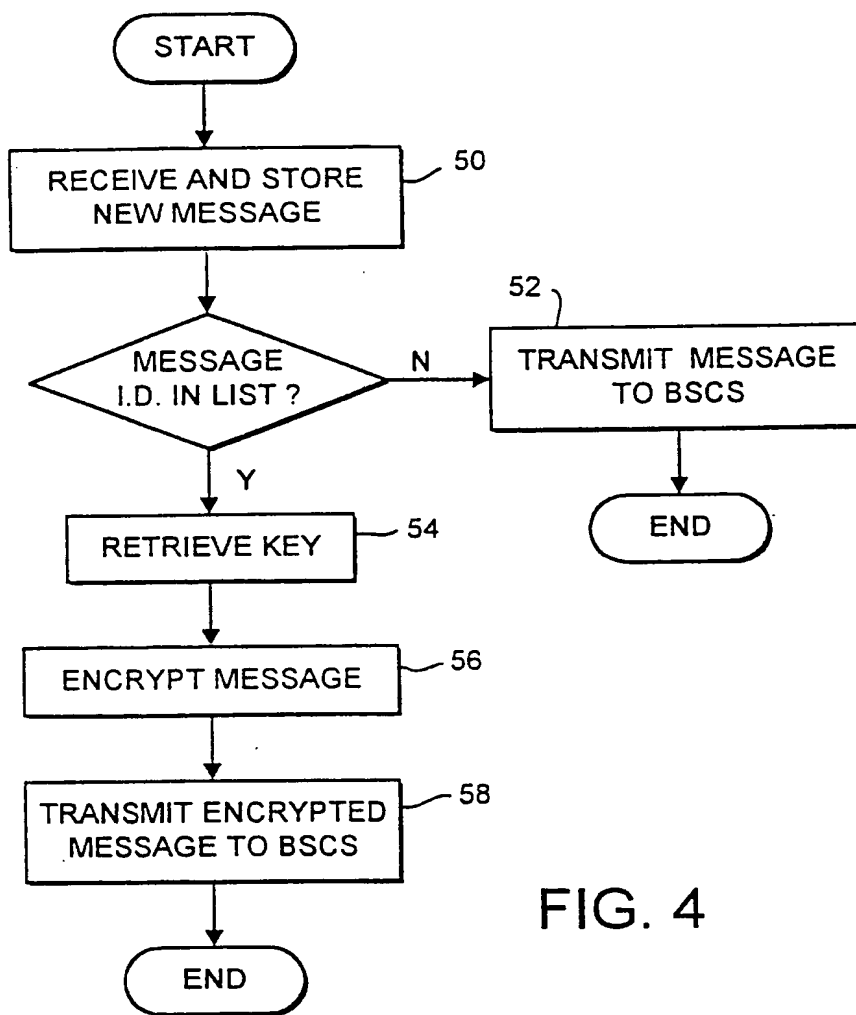 START
RECEIVE AND STORE
NEW MESSAGE
50
MESSAGE
I.D. IN LIST ?
N
52
TRANSMIT MESSAGE
TO BSCS
END
Y
RETRIEVE KEY
54
ENCRYPT MESSAGE
56
TRANSMIT ENCRYPTED
MESSAGE TO BSCS
58
END
FIG. 4